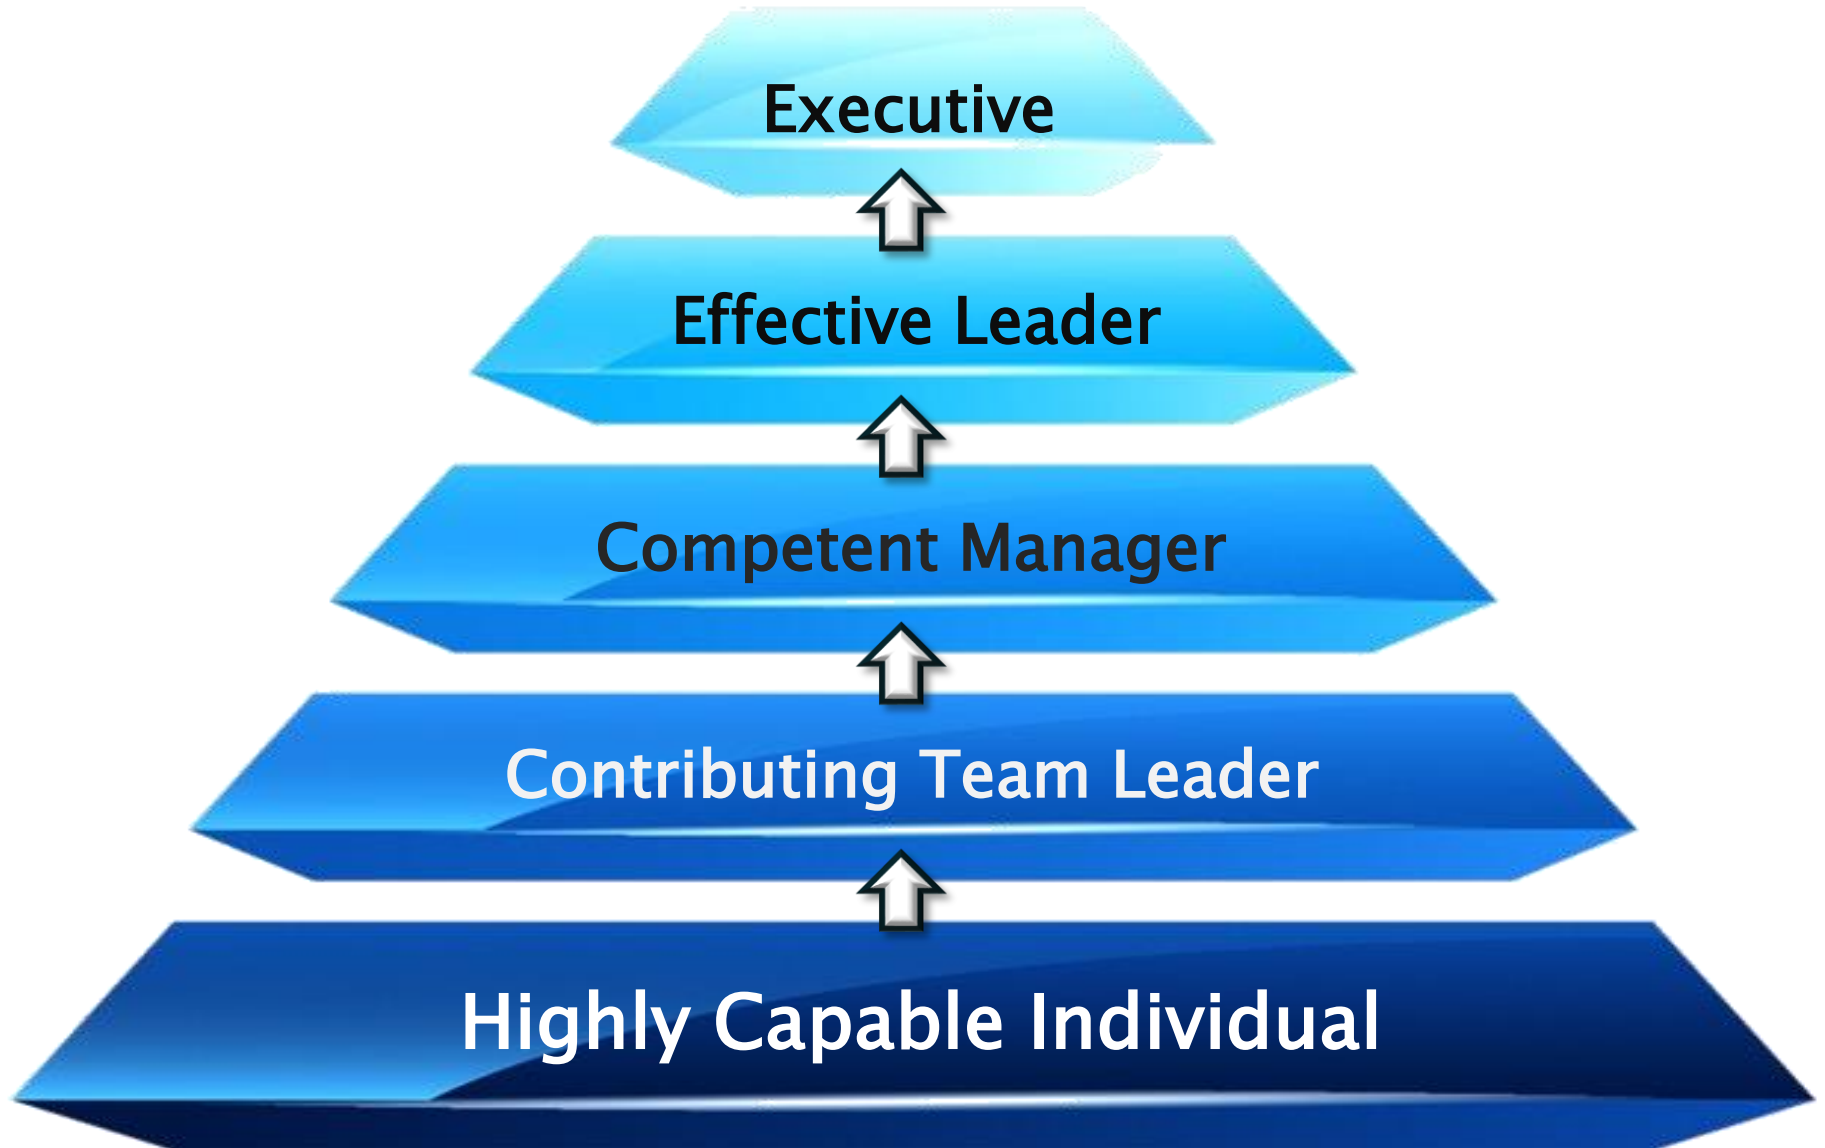 Executive
Effective Leader
Competent Manager
Contributing Team Leader
Highly Capable Individual